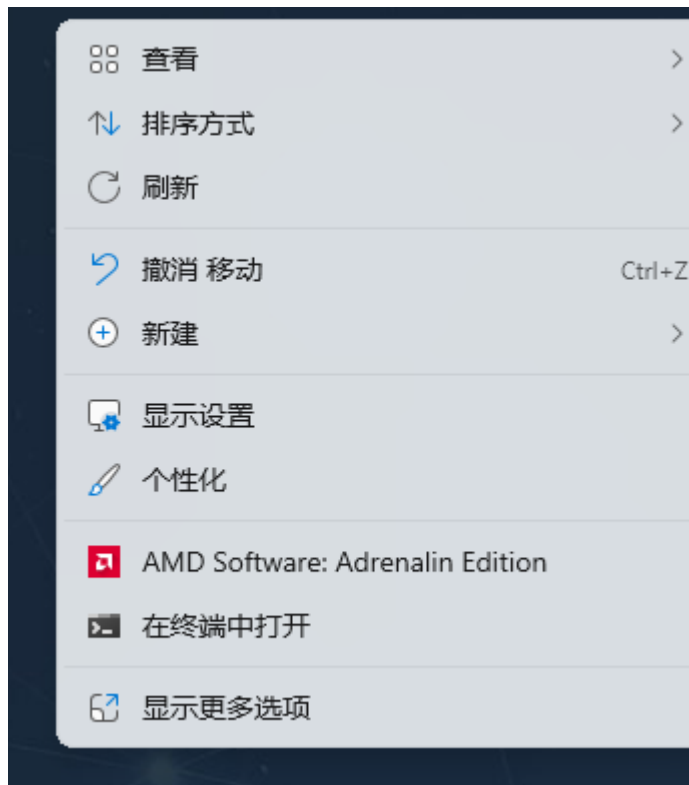 查看
排序方式
刷新
撤消 移动 Ctrl+Z
新建
显示设置
个性化
AMD Software: Adrenalin Edition
在终端中打开
显示更多选项